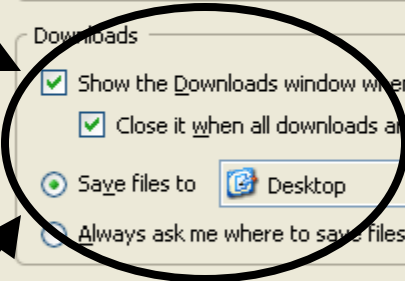 Downloads
Show the Downloads window when
Close it when all downloads
Save files to Desktop
Always ask me where to save files